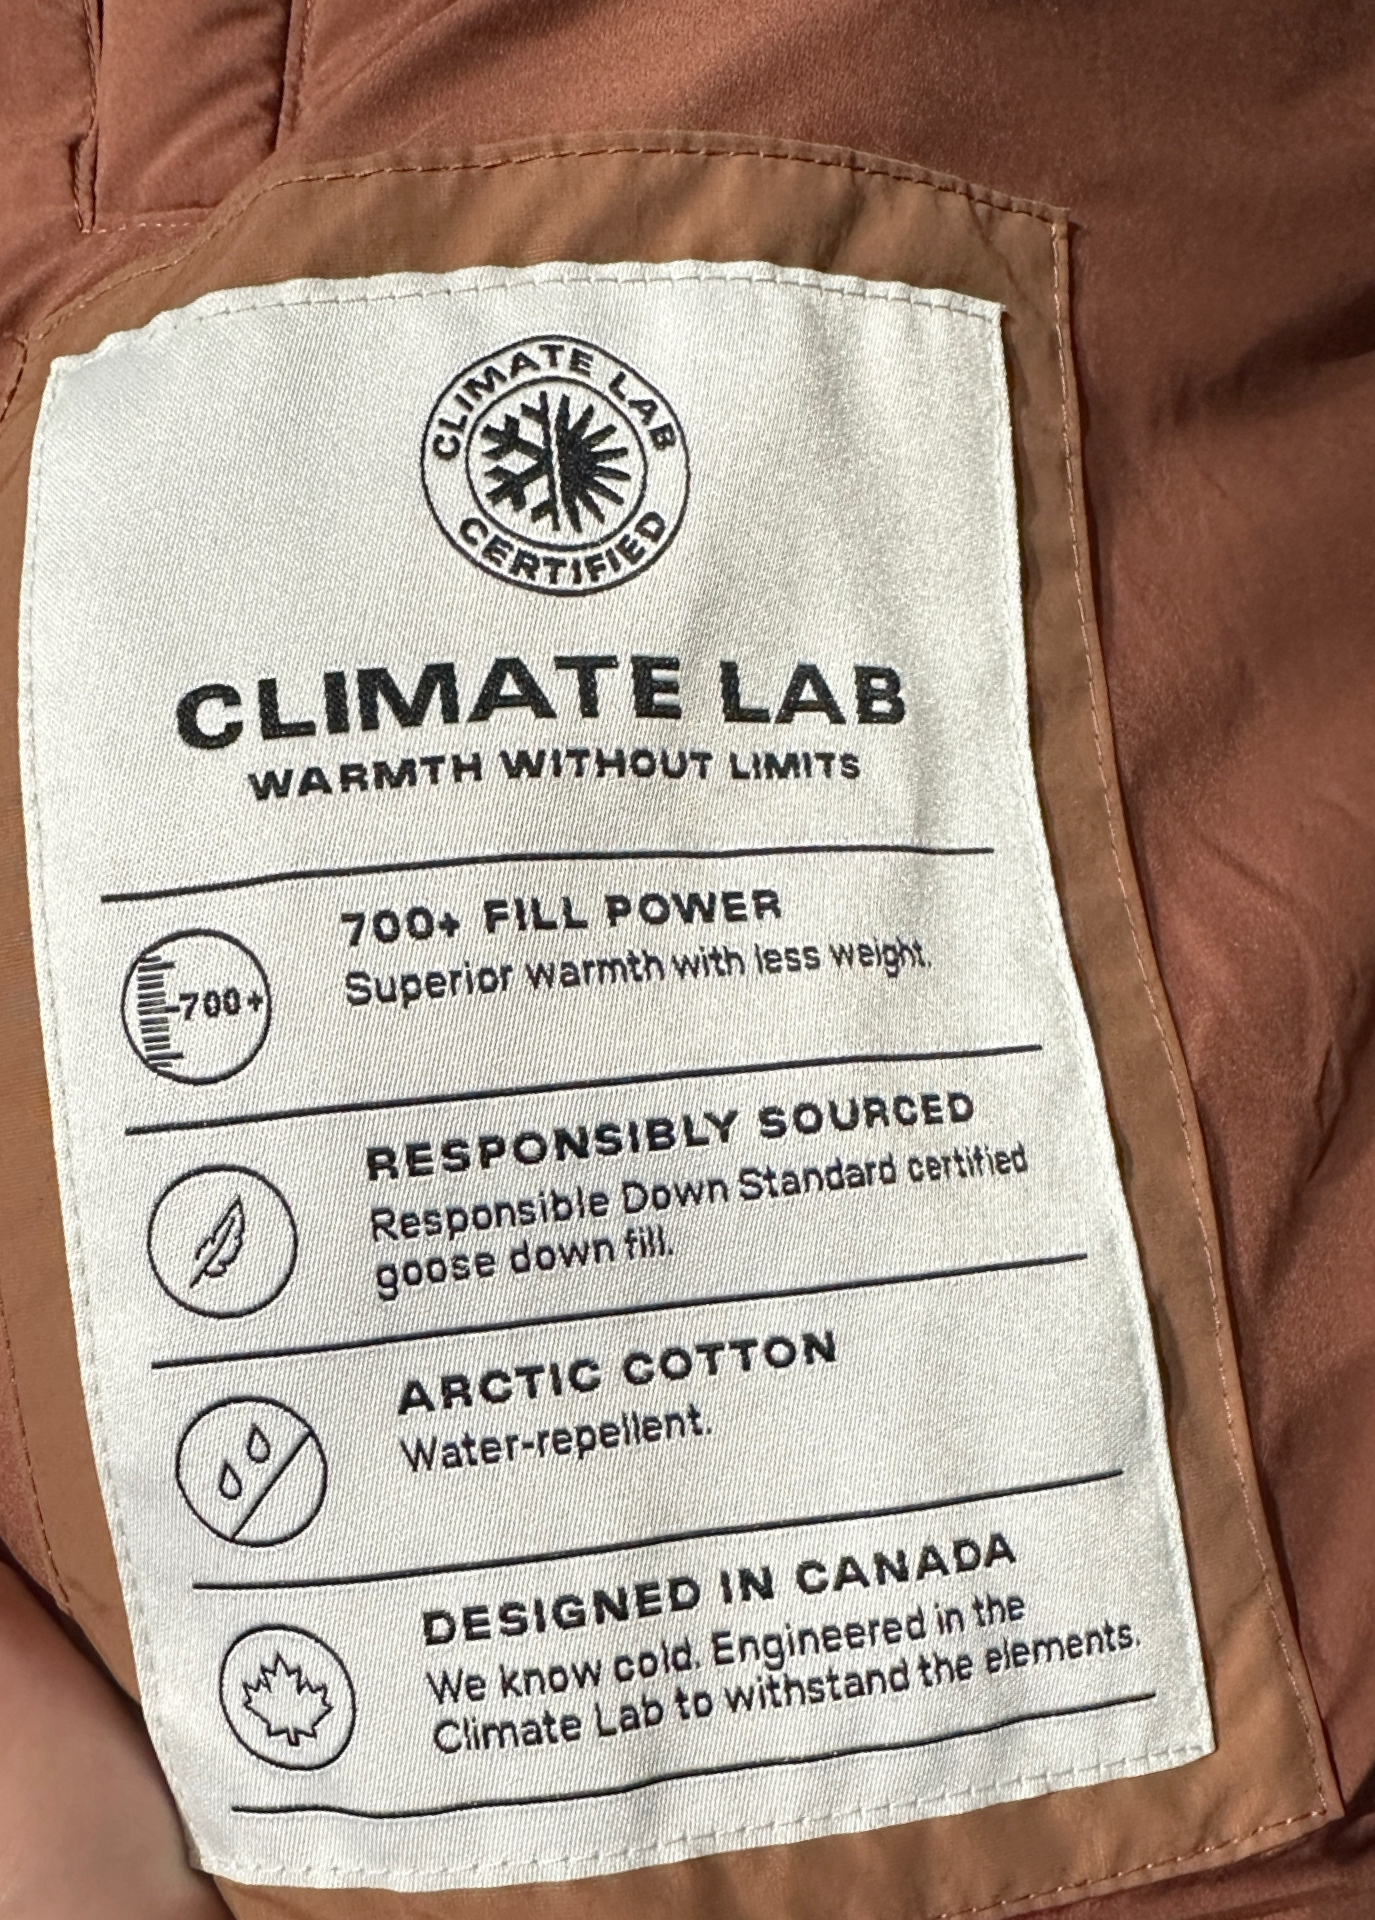 CLIMATE LAB
CERTIFIED
CLIMATE LAB
WARMTH WITHOUT LIMITS
700+ FILL POWER
Superior warmth with less weight.
700+
RESPONSIBLY SOURCED
Responsible Down Standard certified
goose down fill.
ARCTIC COTTON
Water-repellent.
DESIGNED IN CANADA
We know cold. Engineered in the
Climate Lab to withstand the elements.